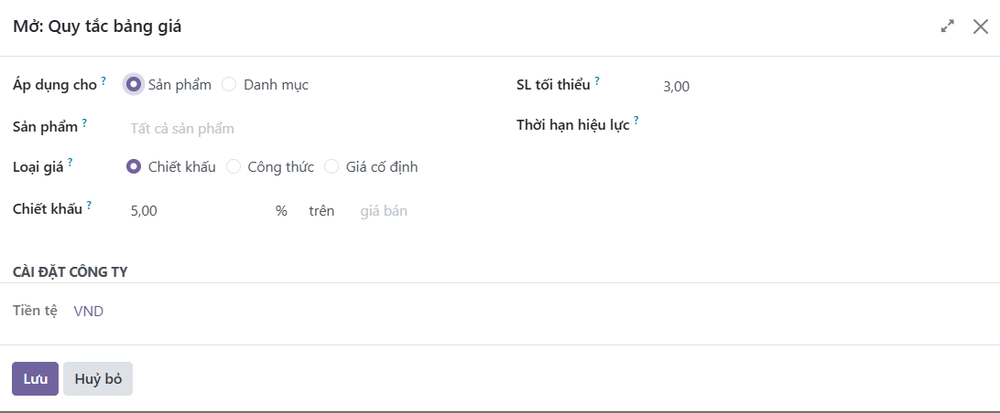 Mở: Quy tắc bảng giá
Áp dụng cho ? Sản phẩm Danh mục SL tối thiểu ? 3,00
Sản phẩm ? Tất cả sản phẩm Thời hạn hiệu lực ?
Loại giá ? Chiết khấu Công thức Giá cố định
Chiết khấu ? 5,00 % trên giá bán
CÀI ĐẶT CÔNG TY
Tiền tệ VND
Lưu Huỷ bỏ